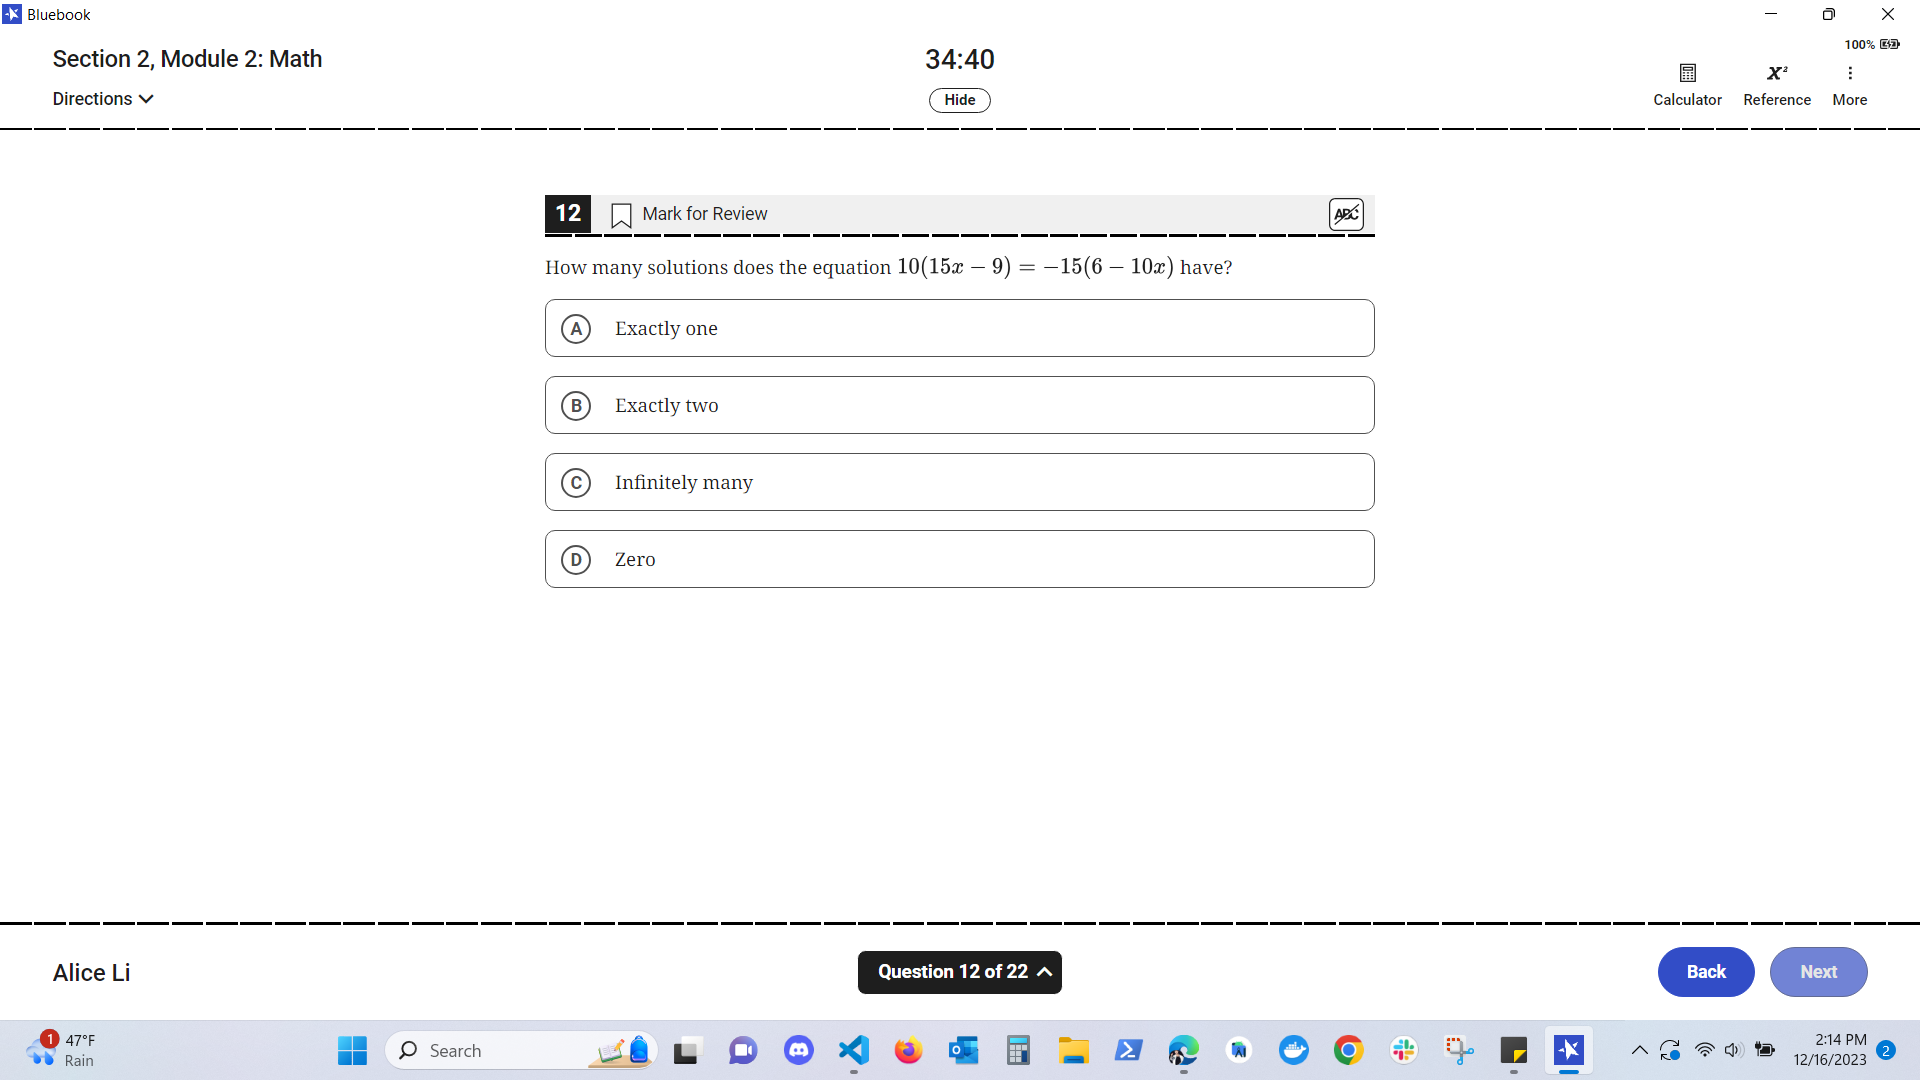 Bluebook
Section 2, Module 2: Math
34:40
100%
Directions
Hide
Calculator
Reference
More
12 Mark for Review ABC
How many solutions does the equation 10(15x − 9) = −15(6 − 10x) have?
A Exactly one
B Exactly two
C Infinitely many
D Zero
Alice Li
Question 12 of 22
Back
Next
1
47°F
Rain
Search
2:14 PM
12/16/2023
2